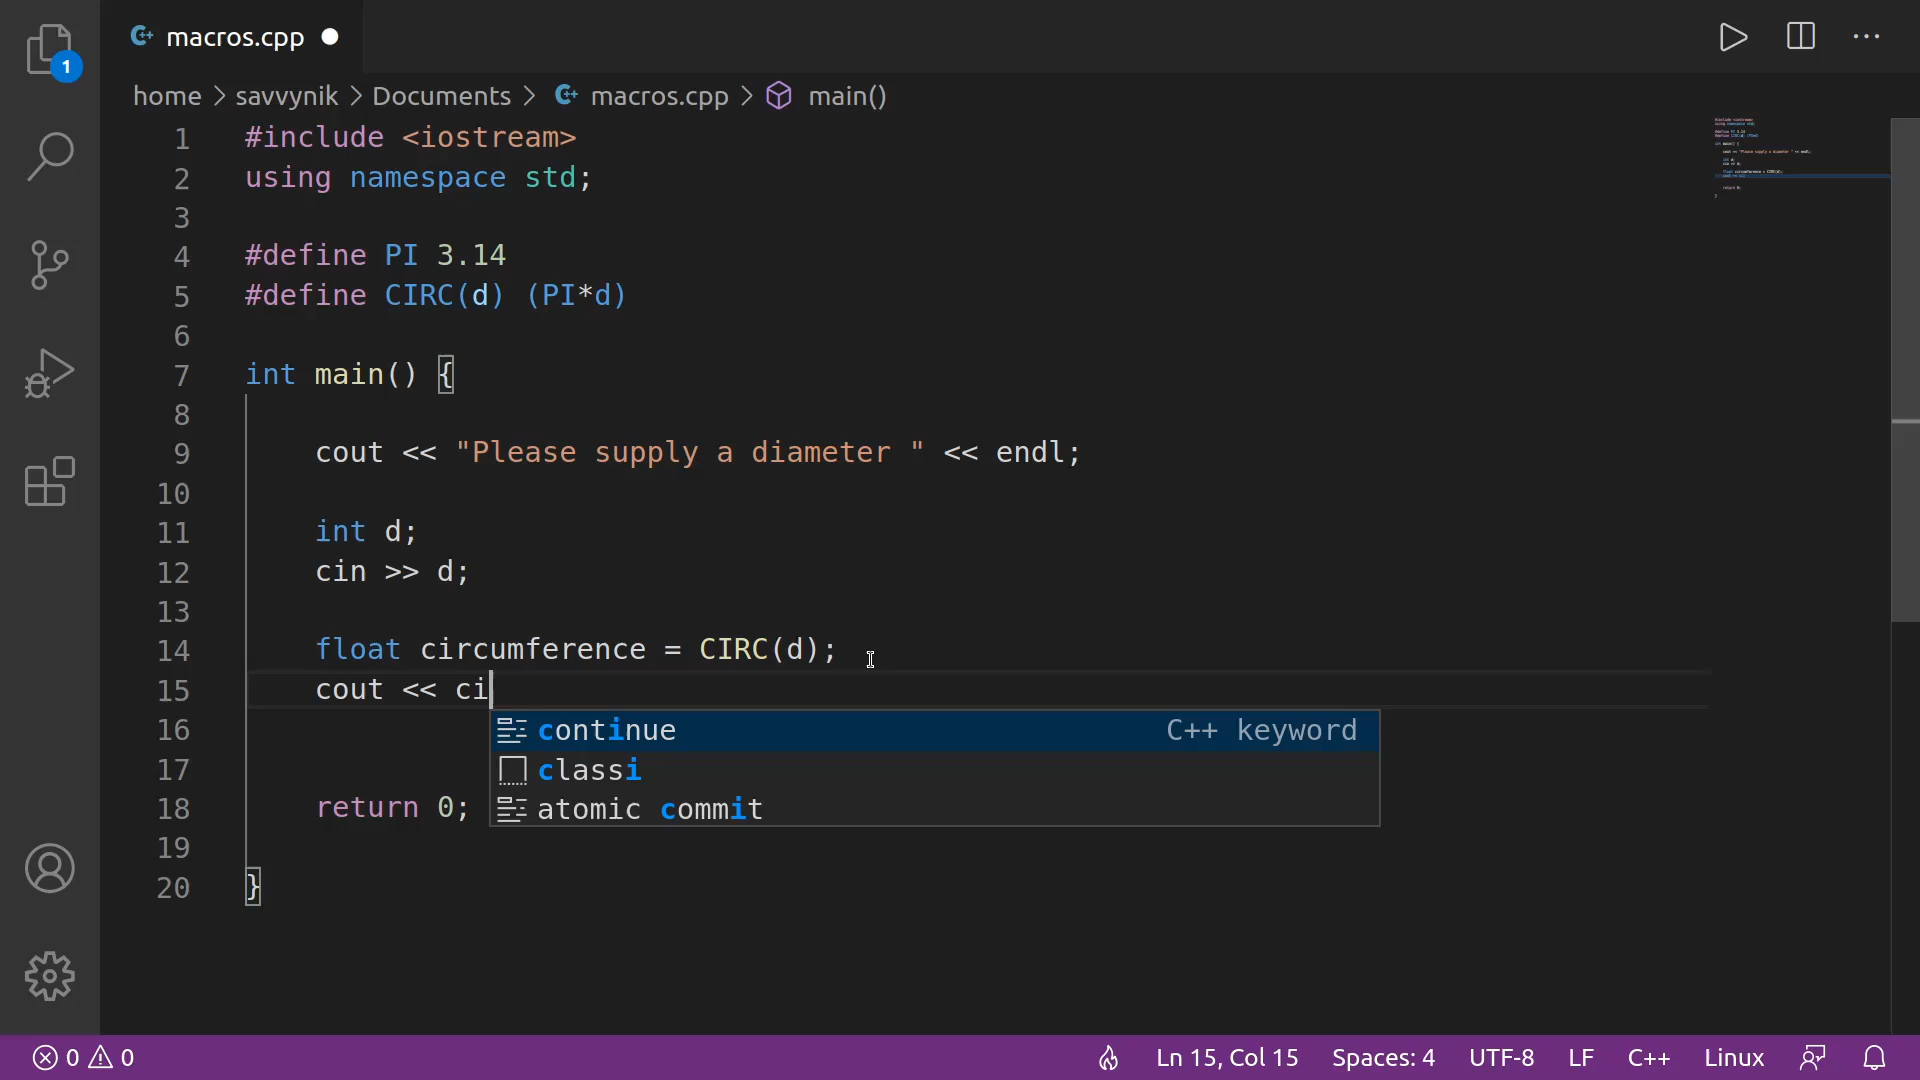 macros.cpp
1
home > savvynik > Documents > macros.cpp > main()
1 #include <iostream>
2 using namespace std;
3
4 #define PI 3.14
5 #define CIRC(d) (PI*d)
6
7 int main() {
8
9 cout << "Please supply a diameter " << endl;
10
11 int d;
12 cin >> d;
13
14 float circumference = CIRC(d);
15 cout << ci
16 continue C++ keyword
17 classi
18 return 0; atomic commit
19
20 }
0 0 Ln 15, Col 15 Spaces: 4 UTF-8 LF C++ Linux